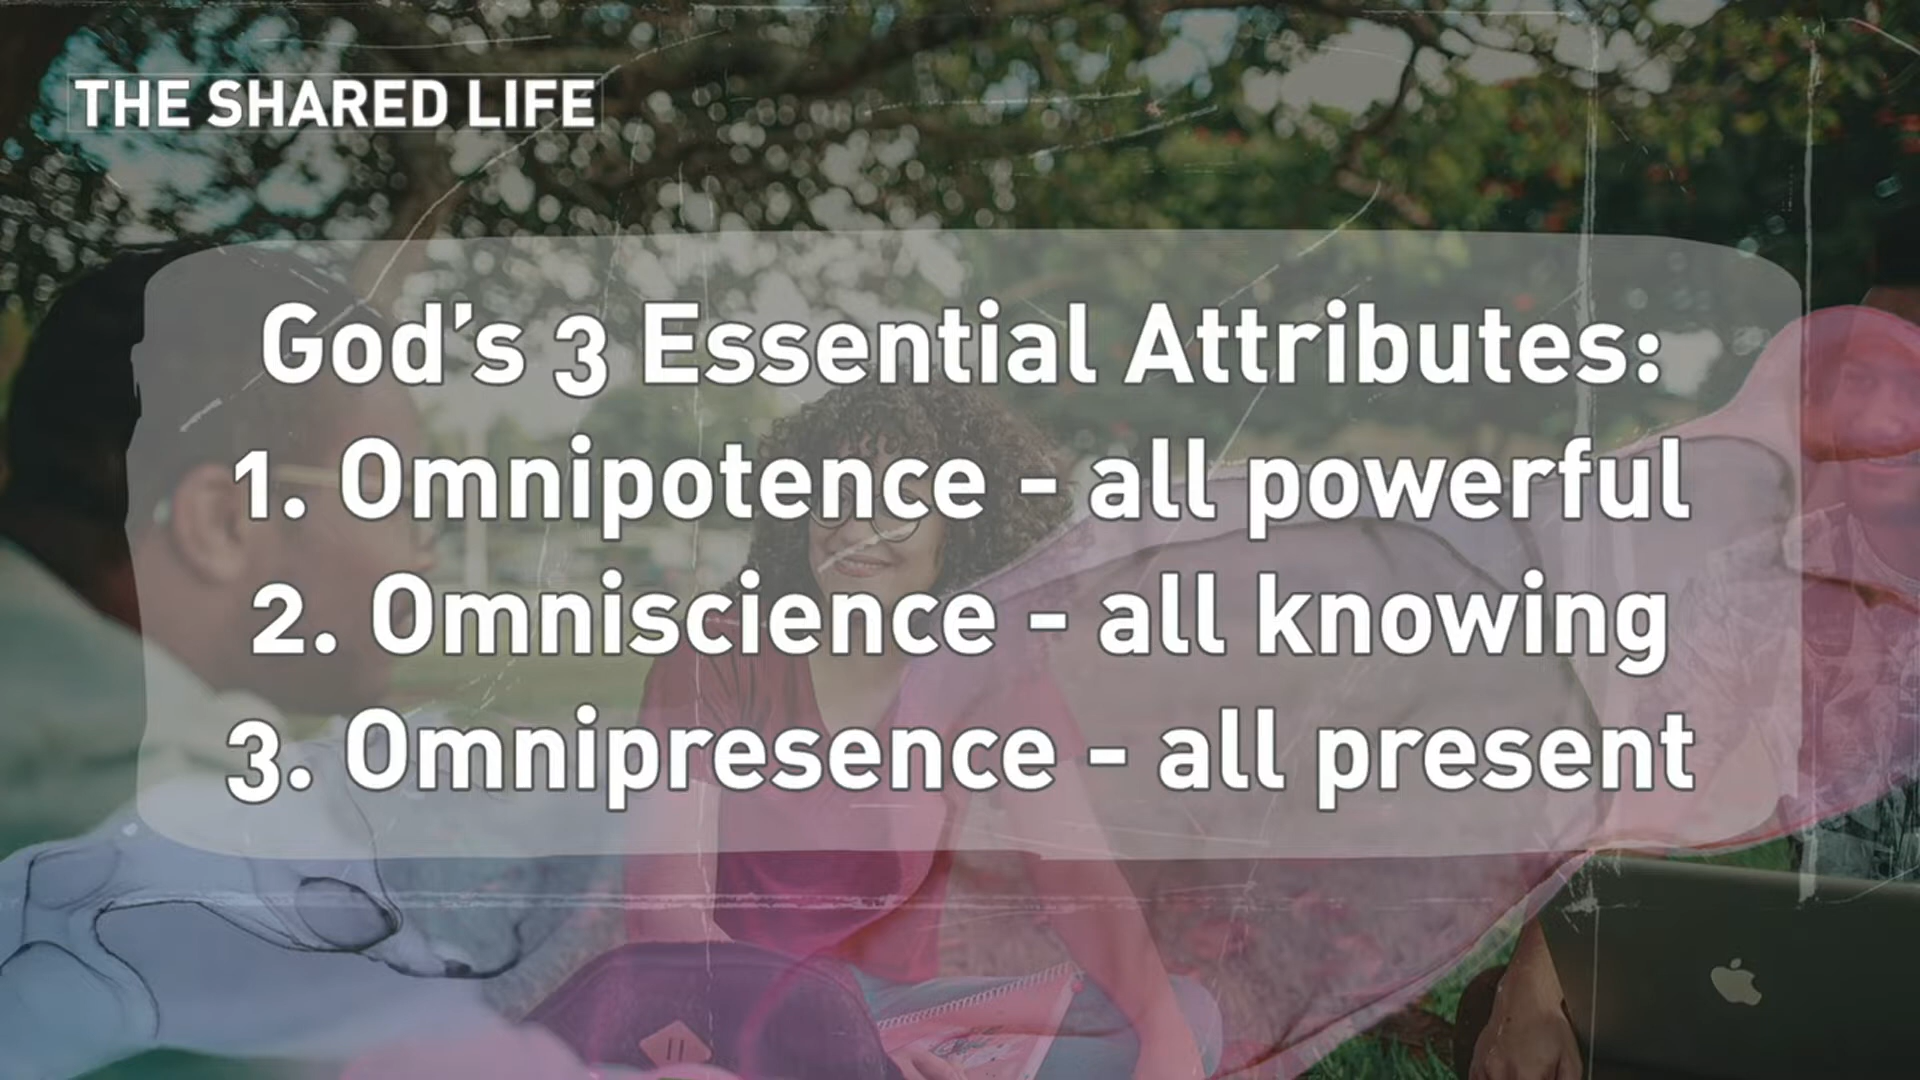 THE SHARED LIFE
God's 3 Essential Attributes:
1. Omnipotence - all powerful
2. Omniscience - all knowing
3. Omnipresence - all present